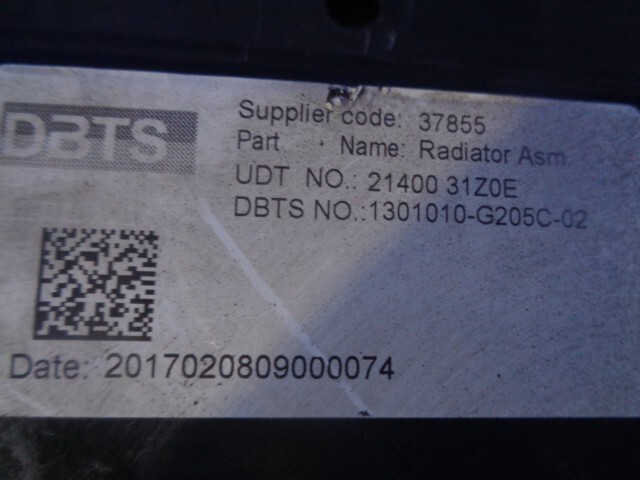 DBTS
Supplier code: 37855
Part Name: Radiator Asm.
UDT NO.: 21400 31Z0E
DBTS NO.:1301010-G205C-02
Date: 2017020809000074